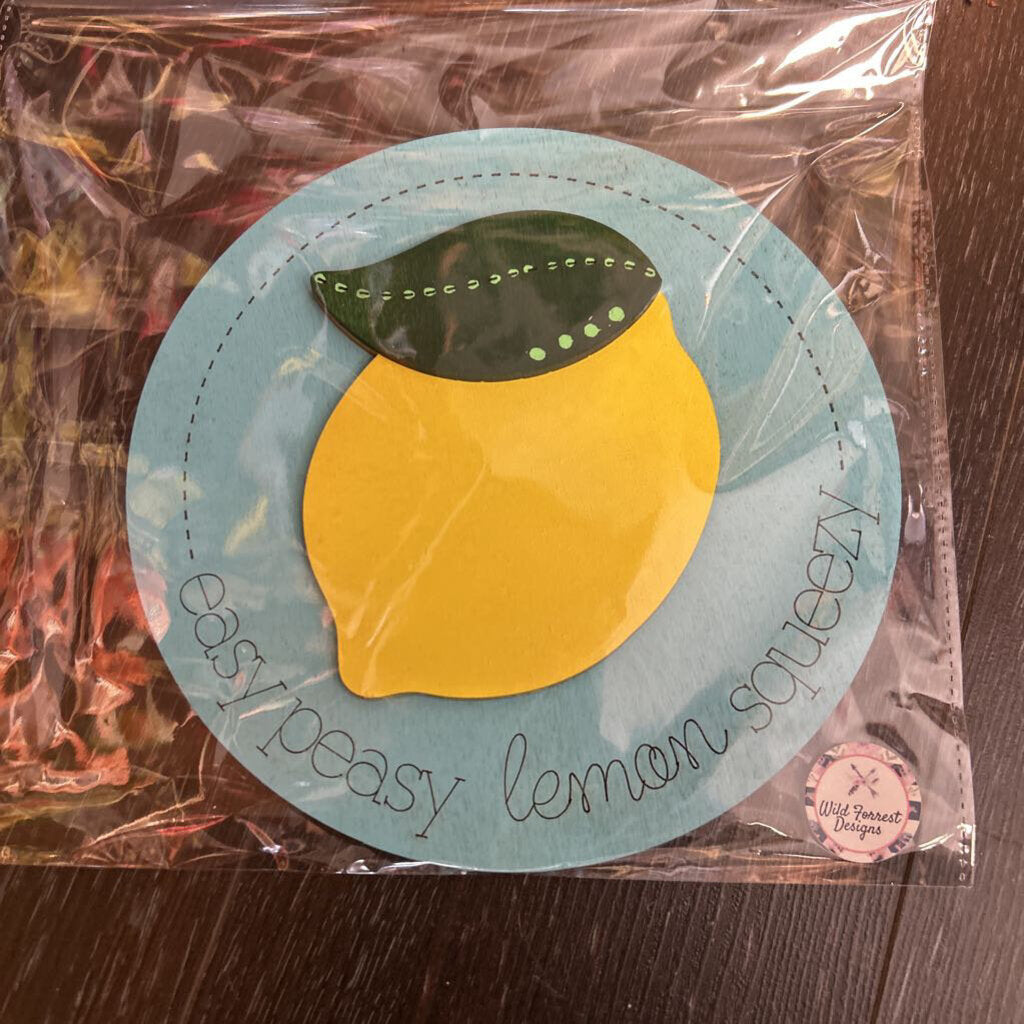 easy peasy lemon squeezy
Wild Forrest
Designs